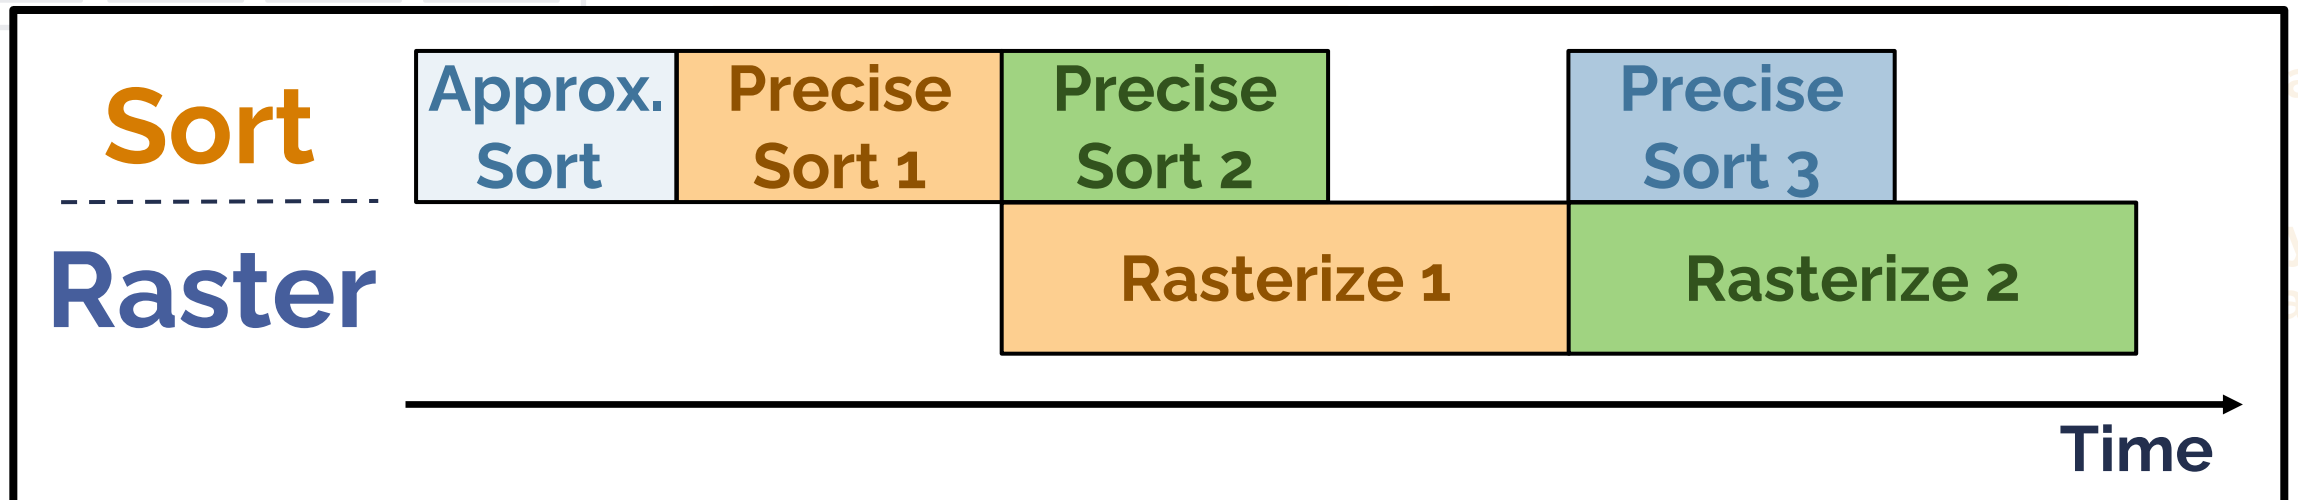 Sort
Approx.
Sort
Precise
Sort 1
Precise
Sort 2
Precise
Sort 3
Raster
Rasterize 1
Rasterize 2
Time